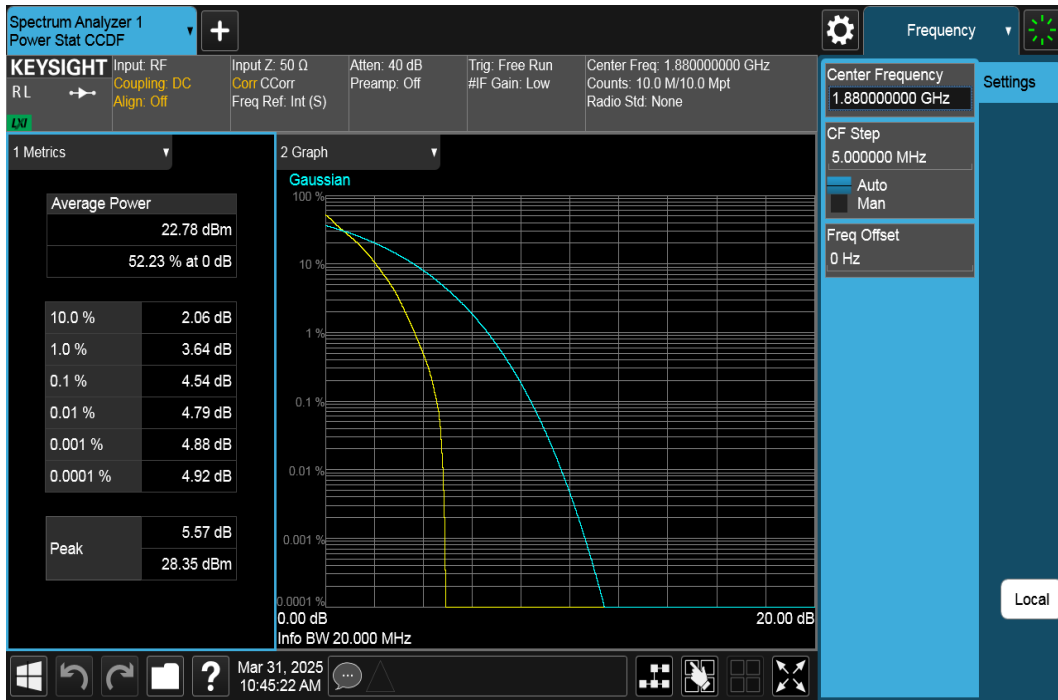 Spectrum Analyzer 1
Power Stat CCDF
Frequency
KEYSIGHT
RL
LXI
Input: RF
Coupling: DC
Align: Off
Input Z: 50 Ω
Corr CCorr
Freq Ref: Int (S)
Atten: 40 dB
Preamp: Off
Trig: Free Run
#IF Gain: Low
Center Freq: 1.880000000 GHz
Counts: 10.0 M/10.0 Mpt
Radio Std: None
Center Frequency
1.880000000 GHz
Settings
CF Step
5.000000 MHz
Auto
Man
Freq Offset
0 Hz
Local
1 Metrics
Average Power
22.78 dBm
52.23 % at 0 dB
10.0 % 2.06 dB
1.0 % 3.64 dB
0.1 % 4.54 dB
0.01 % 4.79 dB
0.001 % 4.88 dB
0.0001 % 4.92 dB
Peak
5.57 dB
28.35 dBm
2 Graph
Gaussian
100 %
10 %
1 %
0.1 %
0.01 %
0.001 %
0.0001 %
0.00 dB 20.00 dB
Info BW 20.000 MHz
Mar 31, 2025
10:45:22 AM